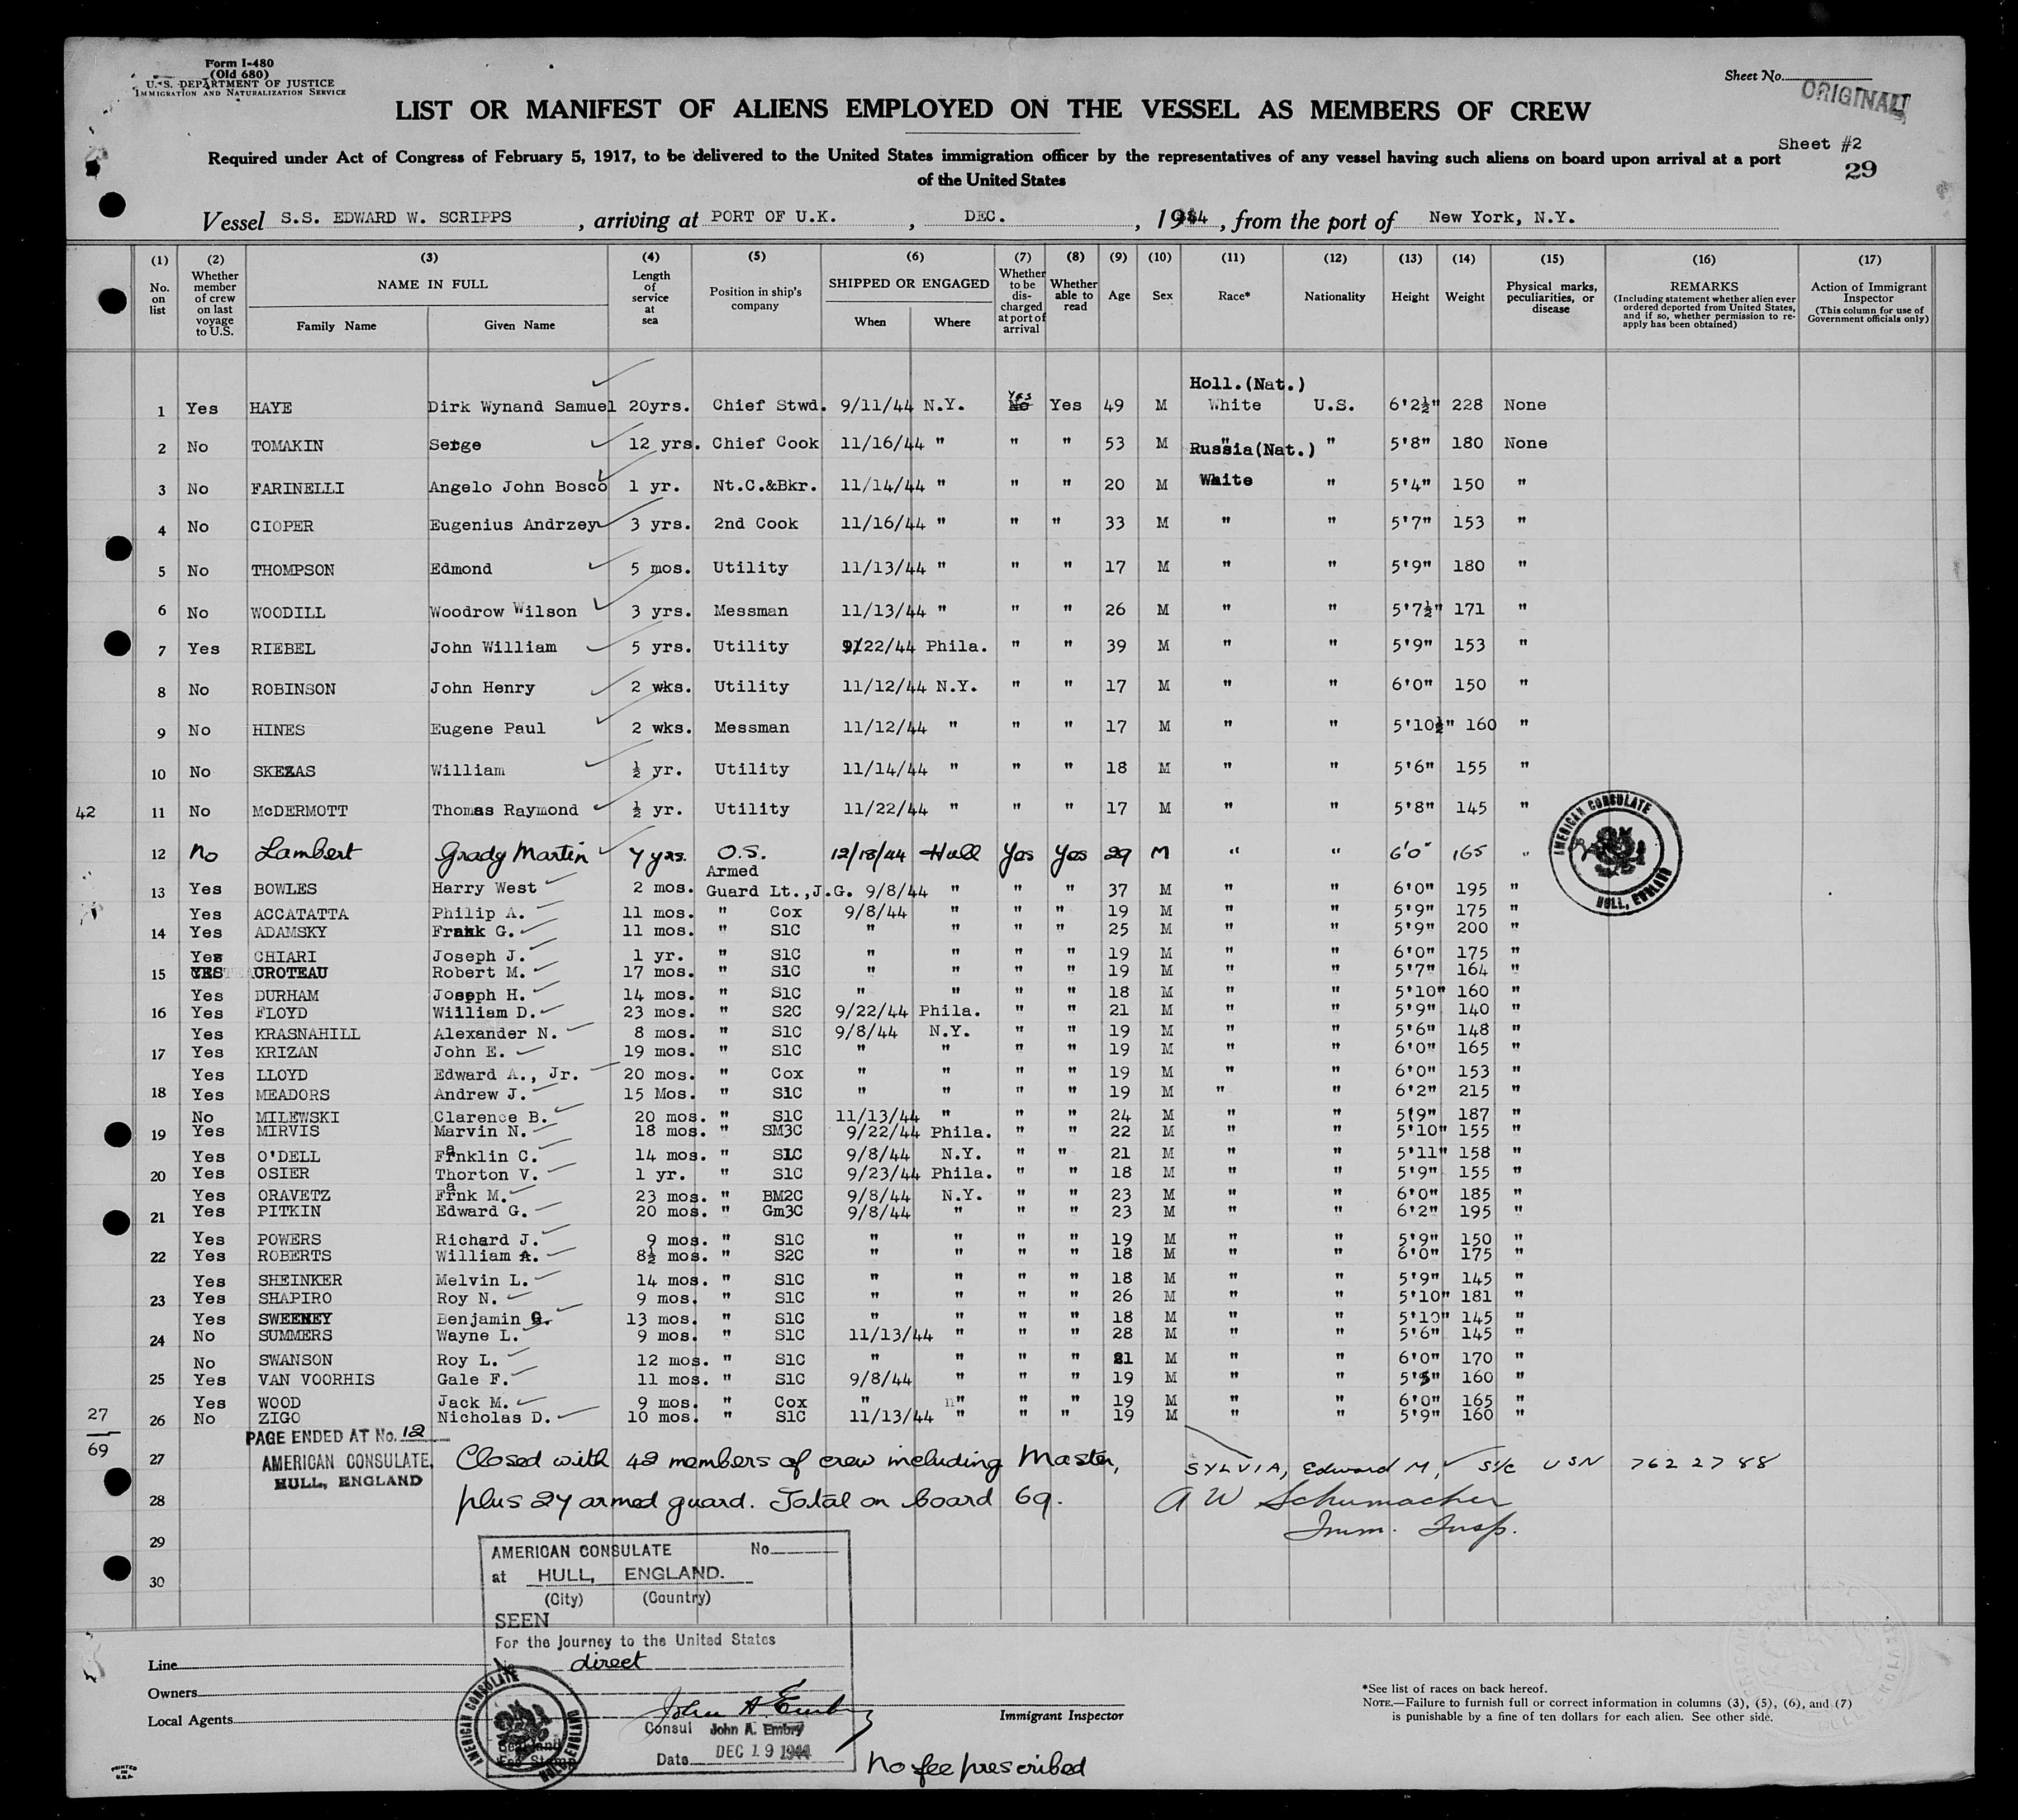 Form I-480
(Old 680)
U. S. DEPARTMENT OF JUSTICE
IMMIGRATION AND NATURALIZATION SERVICE
Sheet No.
ORIGINAL
LIST OR MANIFEST OF ALIENS EMPLOYED ON THE VESSEL AS MEMBERS OF CREW
Sheet #2
Required under Act of Congress of February 5, 1917, to be delivered to the United States immigration officer by the representatives of any vessel having such aliens on board upon arrival at a port
of the United States
29
Vessel S.S. EDWARD W. SCRIPPS, arriving at PORT OF U.K., DEC., 1944, from the port of New York, N.Y.
(1) No. on list
(2) Whether member of crew on last voyage to U.S.
(3) NAME IN FULL Family Name Given Name
(4) Length of service at sea
(5) Position in ship's company
(6) SHIPPED OR ENGAGED When Where
(7) Whether to be discharged at port of arrival
(8) Whether able to read
(9) Age
(10) Sex
(11) Race*
(12) Nationality
(13) Height
(14) Weight
(15) Physical marks, peculiarities, or disease
(16) REMARKS (Including statement whether alien ever ordered deported from United States, and if so, whether permission to reapply has been obtained)
(17) Action of Immigrant Inspector (This column for use of Government officials only)
Holl.(Nat.)
1 Yes HAYE Dirk Wynand Samuel 20yrs. Chief Stwd. 9/11/44 N.Y. No Yes Yes 49 M White U.S. 6'2½" 228 None
2 No TOMAKIN Serge 12 yrs. Chief Cook 11/16/44 " " " 53 M " " 5'8" 180 None
Russia(Nat.)
3 No FARINELLI Angelo John Bosco 1 yr. Nt.C.&Bkr. 11/14/44 " " " 20 M White " 5'4" 150 "
4 No CIOPER Eugenius Andrzey 3 yrs. 2nd Cook 11/16/44 " " " 33 M " " 5'7" 153 "
5 No THOMPSON Edmond 5 mos. Utility 11/13/44 " " " 17 M " " 5'9" 180 "
6 No WOODILL Woodrow Wilson 3 yrs. Messman 11/13/44 " " " 26 M " " 5'7½" 171 "
7 Yes RIEBEL John William 5 yrs. Utility 9/22/44 Phila. " " 39 M " " 5'9" 153 "
8 No ROBINSON John Henry 2 wks. Utility 11/12/44 N.Y. " " 17 M " " 6'0" 150 "
9 No HINES Eugene Paul 2 wks. Messman 11/12/44 " " " 17 M " " 5'10½" 160 "
10 No SKEZAS William ½ yr. Utility 11/14/44 " " " 18 M " " 5'6" 155 "
42 11 No McDERMOTT Thomas Raymond ½ yr. Utility 11/22/44 " " " 17 M " " 5'8" 145 "
12 No Lambert Grady Martin 7 yrs. O.S. 12/18/44 Hull Yes Yes 29 M " " 6'0" 165 "
AMERICAN CONSULATE HULL, ENGLAND
Armed
13 Yes BOWLES Harry West 2 mos. Guard Lt.,J.G. 9/8/44 " " " 37 M " " 6'0" 195 "
Yes ACCATATTA Philip A. 11 mos. " Cox 9/8/44 " " " 19 M " " 5'9" 175 "
14 Yes ADAMSKY Frank G. 11 mos. " S1C " " " " 25 M " " 5'9" 200 "
Yes CHIARI Joseph J. 1 yr. " S1C " " " " 19 M " " 6'0" 175 "
15 YES CROTEAU Robert M. 17 mos. " S1C " " " " 19 M " " 5'7" 164 "
Yes DURHAM Joseph H. 14 mos. " S1C " " " " 18 M " " 5'10" 160 "
16 Yes FLOYD William D. 23 mos. " S2C 9/22/44 Phila. " " 21 M " " 5'9" 140 "
Yes KRASNAHILL Alexander N. 8 mos. " S1C 9/8/44 N.Y. " " 19 M " " 5'6" 148 "
17 Yes KRIZAN John E. 19 mos. " S1C " " " " 19 M " " 6'0" 165 "
Yes LLOYD Edward A., Jr. 20 mos. " Cox " " " " 19 M " " 6'0" 153 "
18 Yes MEADORS Andrew J. 15 Mos. " S1C " " " " 19 M " " 6'2" 215 "
No MILEWSKI Clarence B. 20 mos. " S1C 11/13/44 " " " 24 M " " 5'9" 187 "
19 Yes MIRVIS Marvin N. 18 mos. " SM3C 9/22/44 Phila. " " 22 M " " 5'10" 155 "
Yes O'DELL Franklin C. 14 mos. " S1C 9/8/44 N.Y. " " 21 M " " 5'11" 158 "
20 Yes OSIER Thorton V. 1 yr. " S1C 9/23/44 Phila. " " 18 M " " 5'9" 155 "
Yes ORAVETZ Frank M. 23 mos. " BM2C 9/8/44 N.Y. " " 23 M " " 6'0" 185 "
21 Yes PITKIN Edward G. 20 mos. " Gm3C 9/8/44 " " " 23 M " " 6'2" 195 "
Yes POWERS Richard J. 9 mos. " S1C " " " " 19 M " " 5'9" 150 "
22 Yes ROBERTS William A. 8½ mos. " S2C " " " " 18 M " " 6'0" 175 "
Yes SHEINKER Melvin L. 14 mos. " S1C " " " " 18 M " " 5'9" 145 "
23 Yes SHAPIRO Roy N. 9 mos. " S1C " " " " 26 M " " 5'10" 181 "
Yes SWEENEY Benjamin G. 13 mos. " S1C " " " " 18 M " " 5'10" 145 "
24 No SUMMERS Wayne L. 9 mos. " S1C 11/13/44 " " " 28 M " " 5'6" 145 "
No SWANSON Roy L. 12 mos. " S1C " " " " 21 M " " 6'0" 170 "
25 Yes VAN VOORHIS Gale F. 11 mos. " S1C 9/8/44 " " " 19 M " " 5'5" 160 "
Yes WOOD Jack M. 9 mos. " Cox " " " " 19 M " " 6'0" 165 "
27 26 No ZIGO Nicholas D. 10 mos. " S1C 11/13/44 " " " 19 M " " 5'9" 160 "
PAGE ENDED AT No. 12
69
27 AMERICAN CONSULATE, Closed with 42 members of crew including Master, SYLVIA, Edward M, S1/c USN 762 27 88
HULL, ENGLAND
28 plus 27 armed guard. Total on board 69. A W Schumacher
Imm. Insp.
29
30
AMERICAN CONSULATE No.
at HULL, ENGLAND.
(City) (Country)
SEEN
For the journey to the United States
direct
Line
Owners
Local Agents
AMERICAN CONSULATE HULL, ENGLAND
John A. Embry
Consul John A. Embry
Date DEC 19 1944
No fee prescribed
Immigrant Inspector
*See list of races on back hereof.
NOTE.—Failure to furnish full or correct information in columns (3), (5), (6), and (7)
is punishable by a fine of ten dollars for each alien. See other side.
PRINTED IN U.S.A.